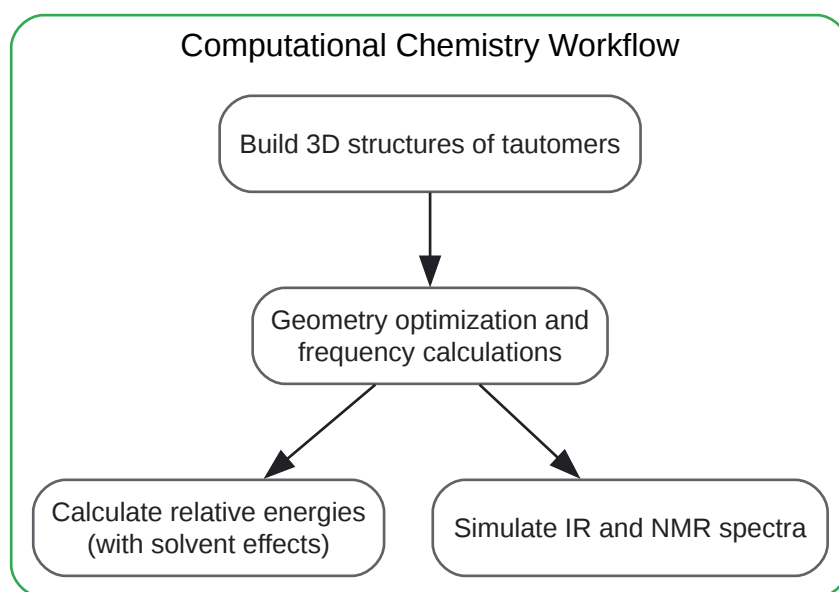 Computational Chemistry Workflow
Build 3D structures of tautomers
Geometry optimization and
frequency calculations
Calculate relative energies
(with solvent effects)
Simulate IR and NMR spectra